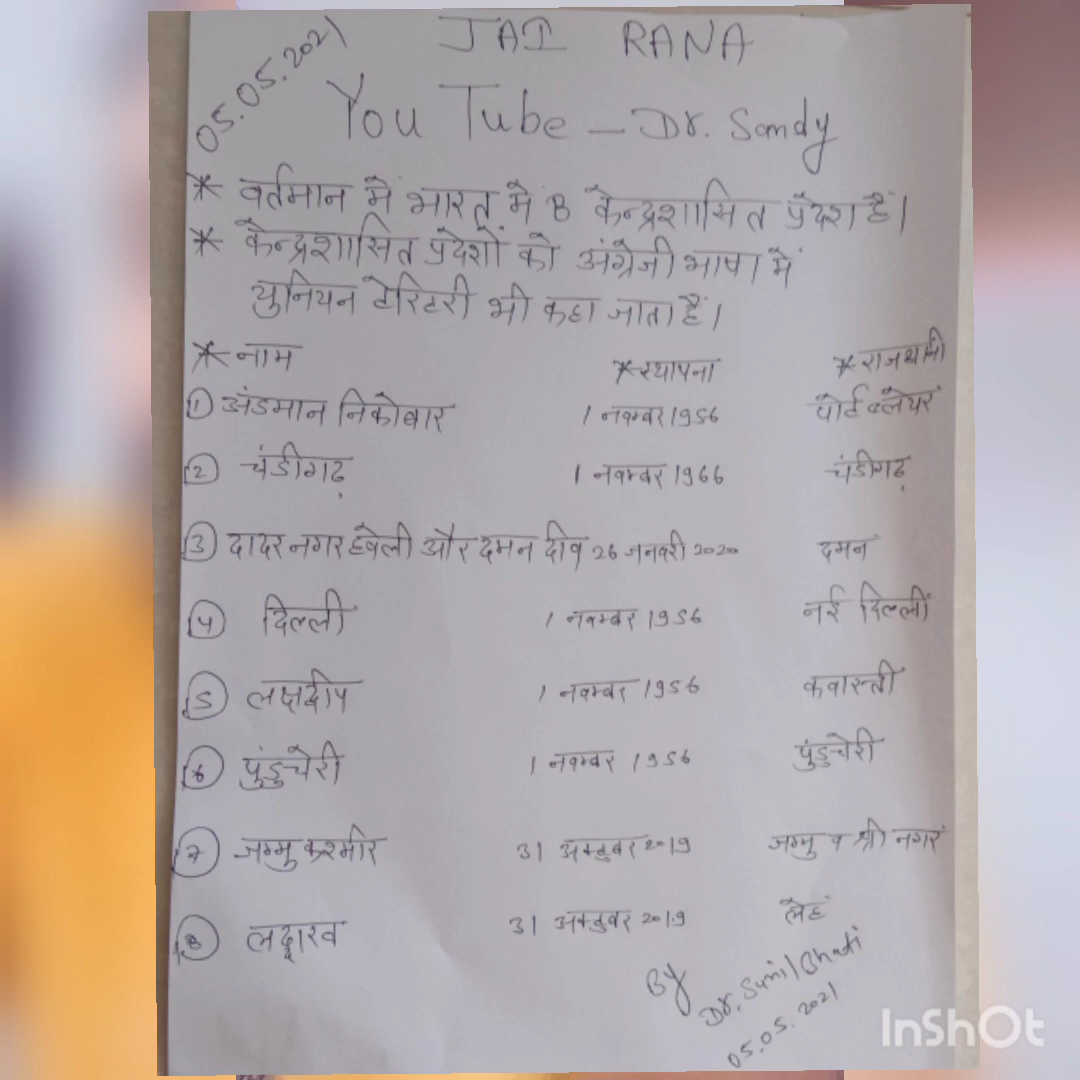 05.05.2021
JAI RANA
You Tube - Dr. Sandy
* वर्तमान में भारत में 8 केन्द्रशासित प्रदेश हैं।
* केन्द्रशासित प्रदेशों को अंग्रेजी भाषा में
युनियन टेरिटरी भी कहा जाता हैं।
* नाम * स्थापना * राजधानी
1 अंडमान निकोबार 1 नवम्बर 1956 पोर्ट ब्लेयर
2 चंडीगढ़ 1 नवम्बर 1966 चंडीगढ़
3 दादर नगर हवेली और दमन दीव 26 जनवरी 2020 दमन
4 दिल्ली 1 नवम्बर 1956 नई दिल्ली
5 लक्षद्वीप 1 नवम्बर 1956 कवास्ती
6 पुंडुचेरी 1 नवम्बर 1956 पुंडुचेरी
7 जम्मु कश्मीर 31 अक्टुबर 2019 जम्मु व श्री नगर
8 लद्दाख 31 अक्टुबर 2019 लेह
By
Dr. Sunil Bhati
05.05.2021
InShOt